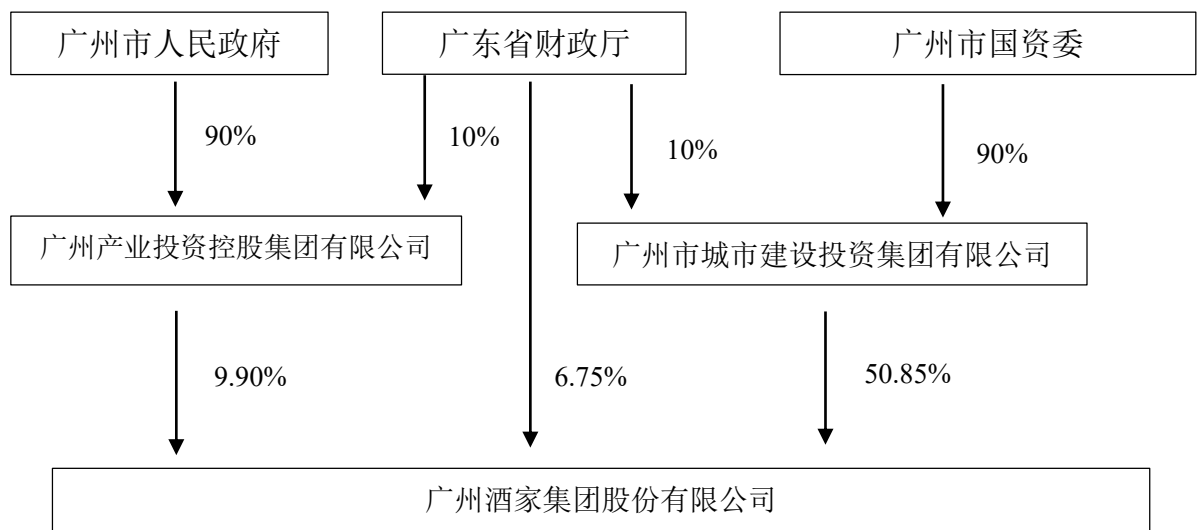 广州市人民政府
广东省财政厅
广州市国资委
90%
10%
10%
90%
广州产业投资控股集团有限公司
广州市城市建设投资集团有限公司
9.90%
6.75%
50.85%
广州酒家集团股份有限公司